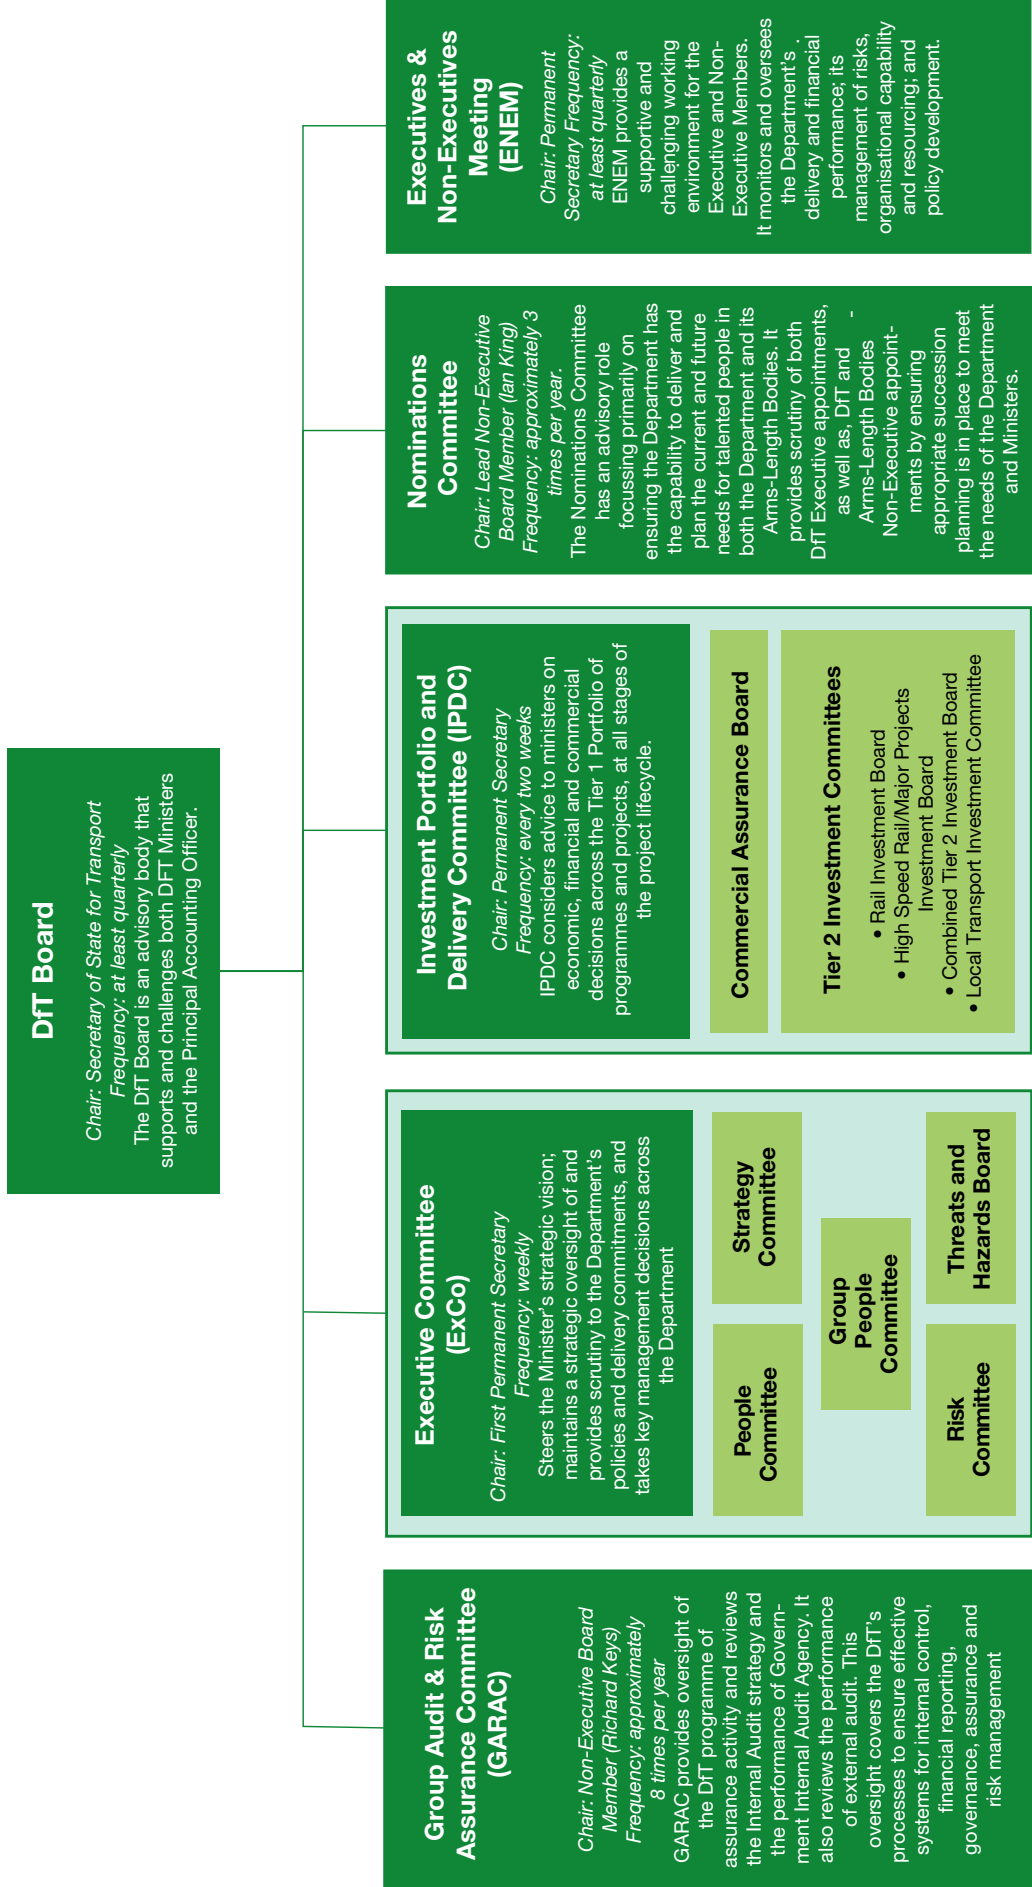 DfT Board
Chair: Secretary of State for Transport
Frequency: at least quarterly
The DfT Board is an advisory body that
supports and challenges both DFT Ministers
and the Principal Accounting Officer.
Group Audit & Risk
Assurance Committee
(GARAC)
Chair: Non-Executive Board
Member (Richard Keys)
Frequency: approximately
8 times per year
GARAC provides oversight of
the DfT programme of
assurance activity and reviews
the Internal Audit strategy and
the performance of Govern-
ment Internal Audit Agency. It
also reviews the performance
of external audit. This
oversight covers the DfT's
processes to ensure effective
systems for internal control,
financial reporting,
governance, assurance and
risk management
Executive Committee
(ExCo)
Chair: First Permanent Secretary
Frequency: weekly
Steers the Minister's strategic vision;
maintains a strategic oversight of and
provides scrutiny to the Department's
policies and delivery commitments, and
takes key management decisions across
the Department
People
Committee
Strategy
Committee
Group
People
Committee
Risk
Committee
Threats and
Hazards Board
Investment Portfolio and
Delivery Committee (IPDC)
Chair: Permanent Secretary
Frequency: every two weeks
IPDC considers advice to ministers on
economic, financial and commercial
decisions across the Tier 1 Portfolio of
programmes and projects, at all stages of
the project lifecycle.
Commercial Assurance Board
Tier 2 Investment Committees
• Rail Investment Board
• High Speed Rail/Major Projects
Investment Board
• Combined Tier 2 Investment Board
• Local Transport Investment Committee
Nominations
Committee
Chair: Lead Non-Executive
Board Member (Ian King)
Frequency: approximately 3
times per year.
The Nominations Committee
has an advisory role
focussing primarily on
ensuring the Department has
the capability to deliver and
plan the current and future
needs for talented people in
both the Department and its
Arms-Length Bodies. It
provides scrutiny of both
DfT Executive appointments,
as well as, DfT and -
Arms-Length Bodies
Non-Executive appoint-
ments by ensuring
appropriate succession
planning is in place to meet
the needs of the Department
and Ministers.
Executives &
Non-Executives
Meeting
(ENEM)
Chair: Permanent
Secretary Frequency:
at least quarterly
ENEM provides a
supportive and
challenging working
environment for the
Executive and Non-
Executive Members.
It monitors and oversees
the Department's .
delivery and financial
performance; its
management of risks,
organisational capability
and resourcing; and
policy development.